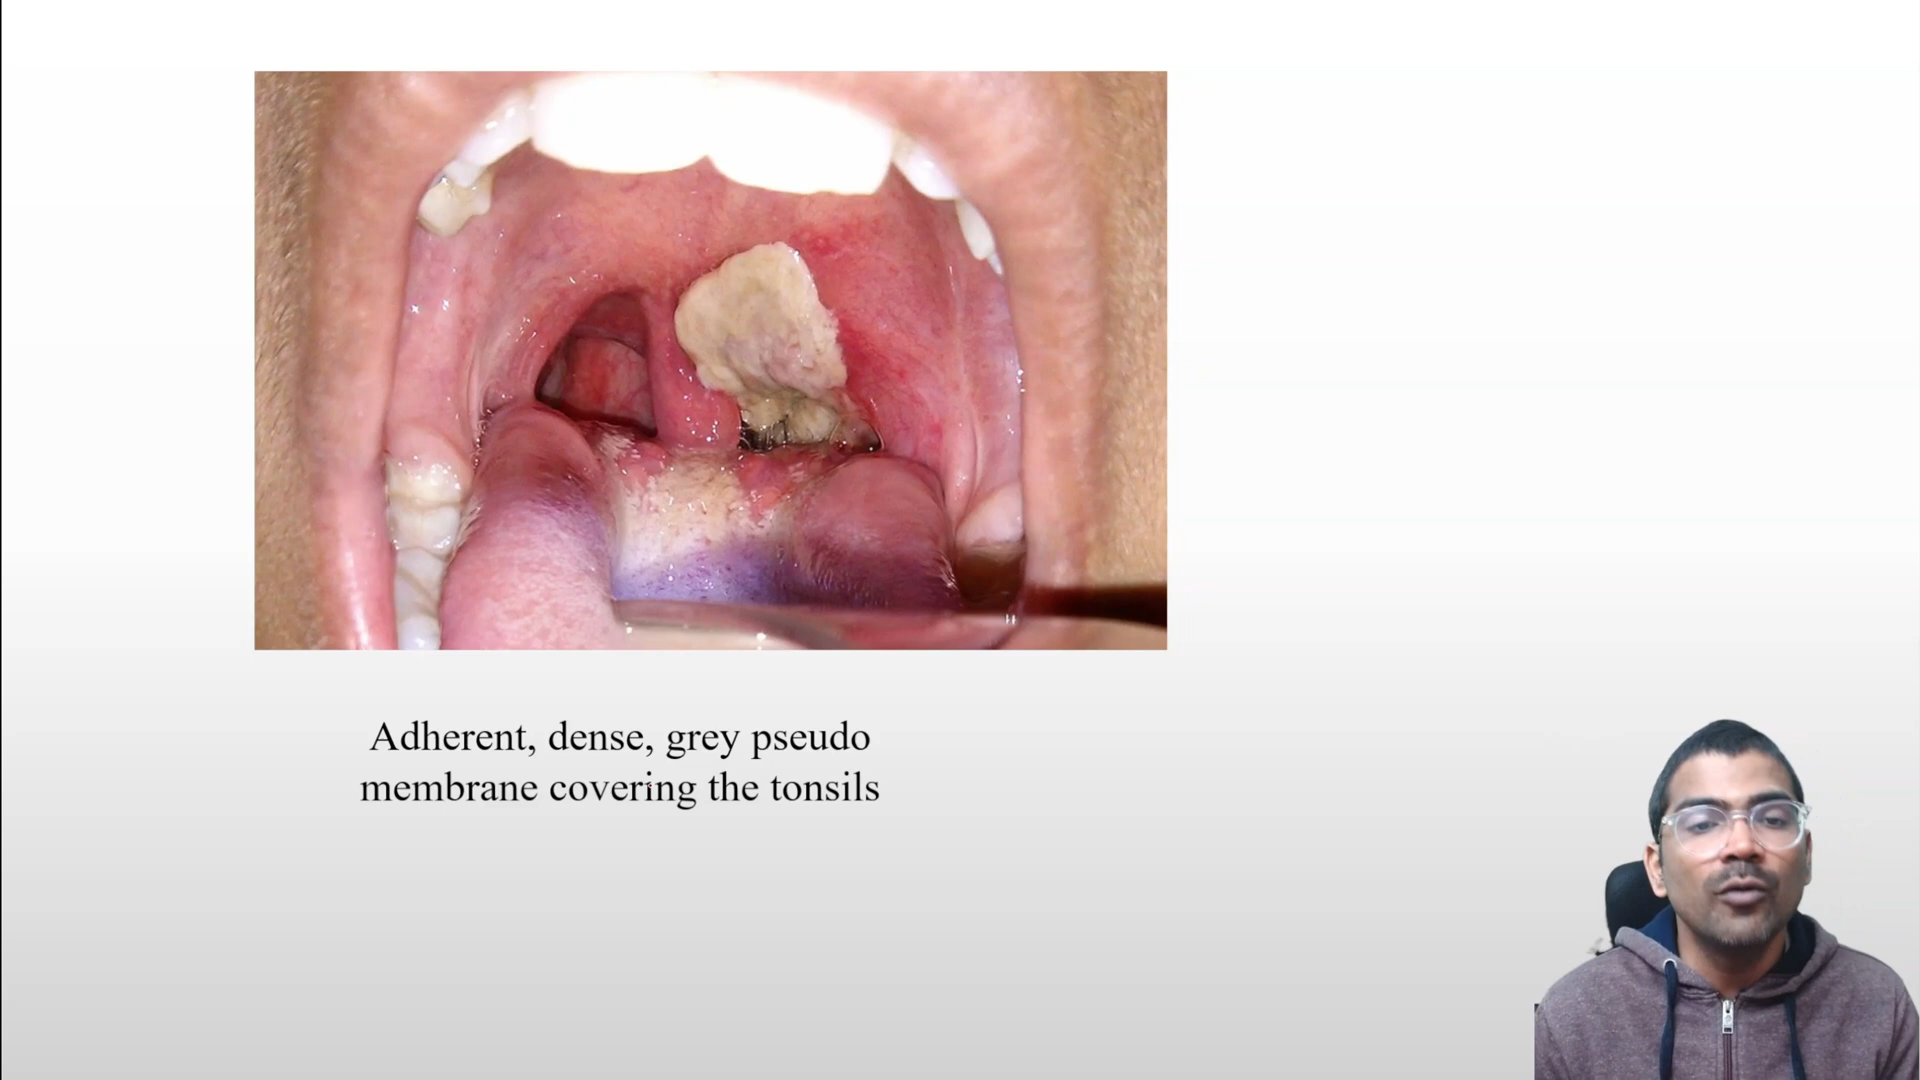 Adherent, dense, grey pseudo
membrane covering the tonsils